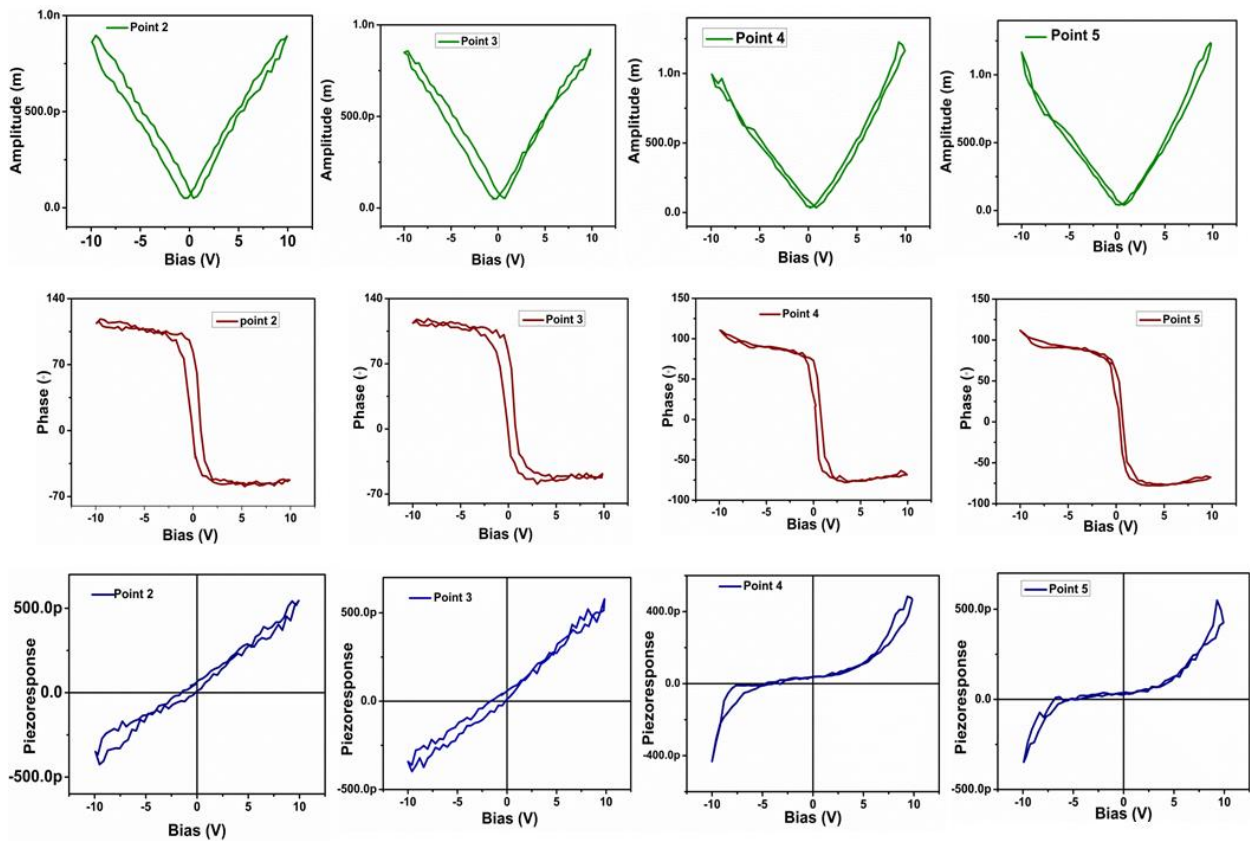 1.0n
Point 2
Amplitude (m)
500.0p
0.0
-10 -5 0 5 10
Bias (V)
1.0n
Point 3
Amplitude (m)
500.0p
0.0
-10 -5 0 5 10
Bias (V)
Point 4
1.0n
Amplitude (m)
500.0p
0.0
-10 -5 0 5 10
Bias (V)
Point 5
1.0n
Amplitude (m)
500.0p
0.0
-10 -5 0 5 10
Bias (V)
140
point 2
70
Phase (·)
0
-70
-10 -5 0 5 10
Bias (V)
140
Point 3
70
Phase (·)
0
-70
-10 -5 0 5 10
Bias (V)
150
Point 4
100
50
Phase (·)
0
-50
-100
-10 -5 0 5 10
Bias (V)
150
Point 5
100
50
Phase (·)
0
-50
-100
-10 -5 0 5 10
Bias (V)
Point 2
500.0p
Piezoresponse
0.0
-500.0p
-10 -5 0 5 10
Bias (V)
Point 3
500.0p
Piezoresponse
0.0
-500.0p
-10 -5 0 5 10
Bias (V)
Point 4
400.0p
Piezoresponse
0.0
-400.0p
-10 -5 0 5 10
Bias (V)
Point 5
500.0p
Piezoresponse
0.0
-500.0p
-10 -5 0 5 10
Bias (V)